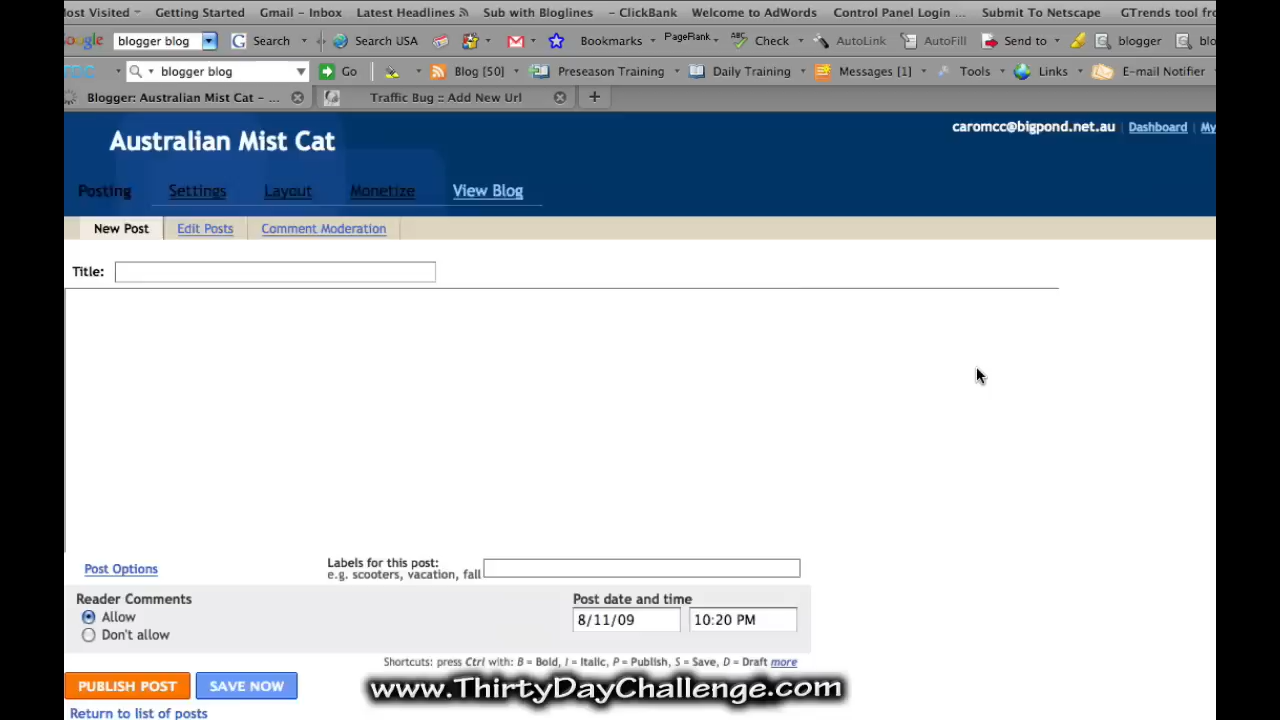 Most Visited Getting Started Gmail - Inbox Latest Headlines Sub with Bloglines - ClickBank Welcome to AdWords Control Panel Login ... Submit To Netscape GTrends tool fr
Google blogger blog Search Search USA Bookmarks PageRank Check AutoLink AutoFill Send to blogger blo
TDC blogger blog Go Blog [50] Preseason Training Daily Training Messages [1] Tools Links E-mail Notifier
Blogger: Australian Mist Cat - ... Traffic Bug :: Add New Url
caromcc@bigpond.net.au | Dashboard | My
Australian Mist Cat
Posting Settings Layout Monetize View Blog
New Post Edit Posts Comment Moderation
Title:
Post Options Labels for this post:
e.g. scooters, vacation, fall
Reader Comments Post date and time
Allow 8/11/09 10:20 PM
Don't allow
Shortcuts: press Ctrl with: B = Bold, I = Italic, P = Publish, S = Save, D = Draft more
PUBLISH POST SAVE NOW www.ThirtyDayChallenge.com
Return to list of posts